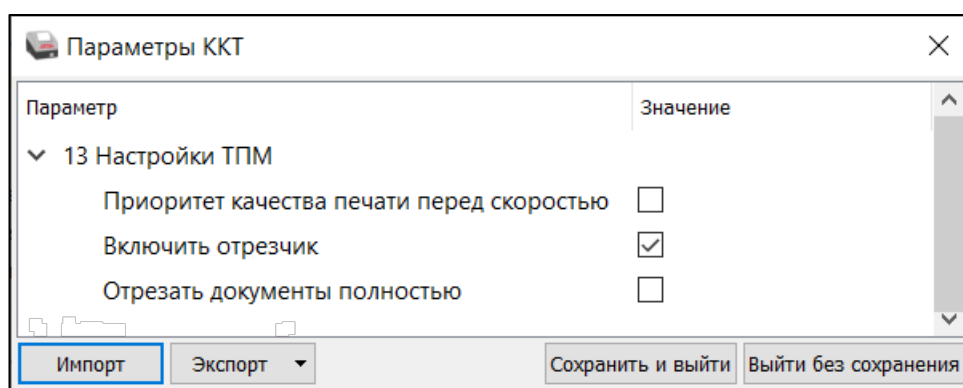 Параметры ККТ
Параметр Значение
13 Настройки ТПМ
Приоритет качества печати перед скоростью
Включить отрезчик
Отрезать документы полностью
Импорт Экспорт Сохранить и выйти Выйти без сохранения